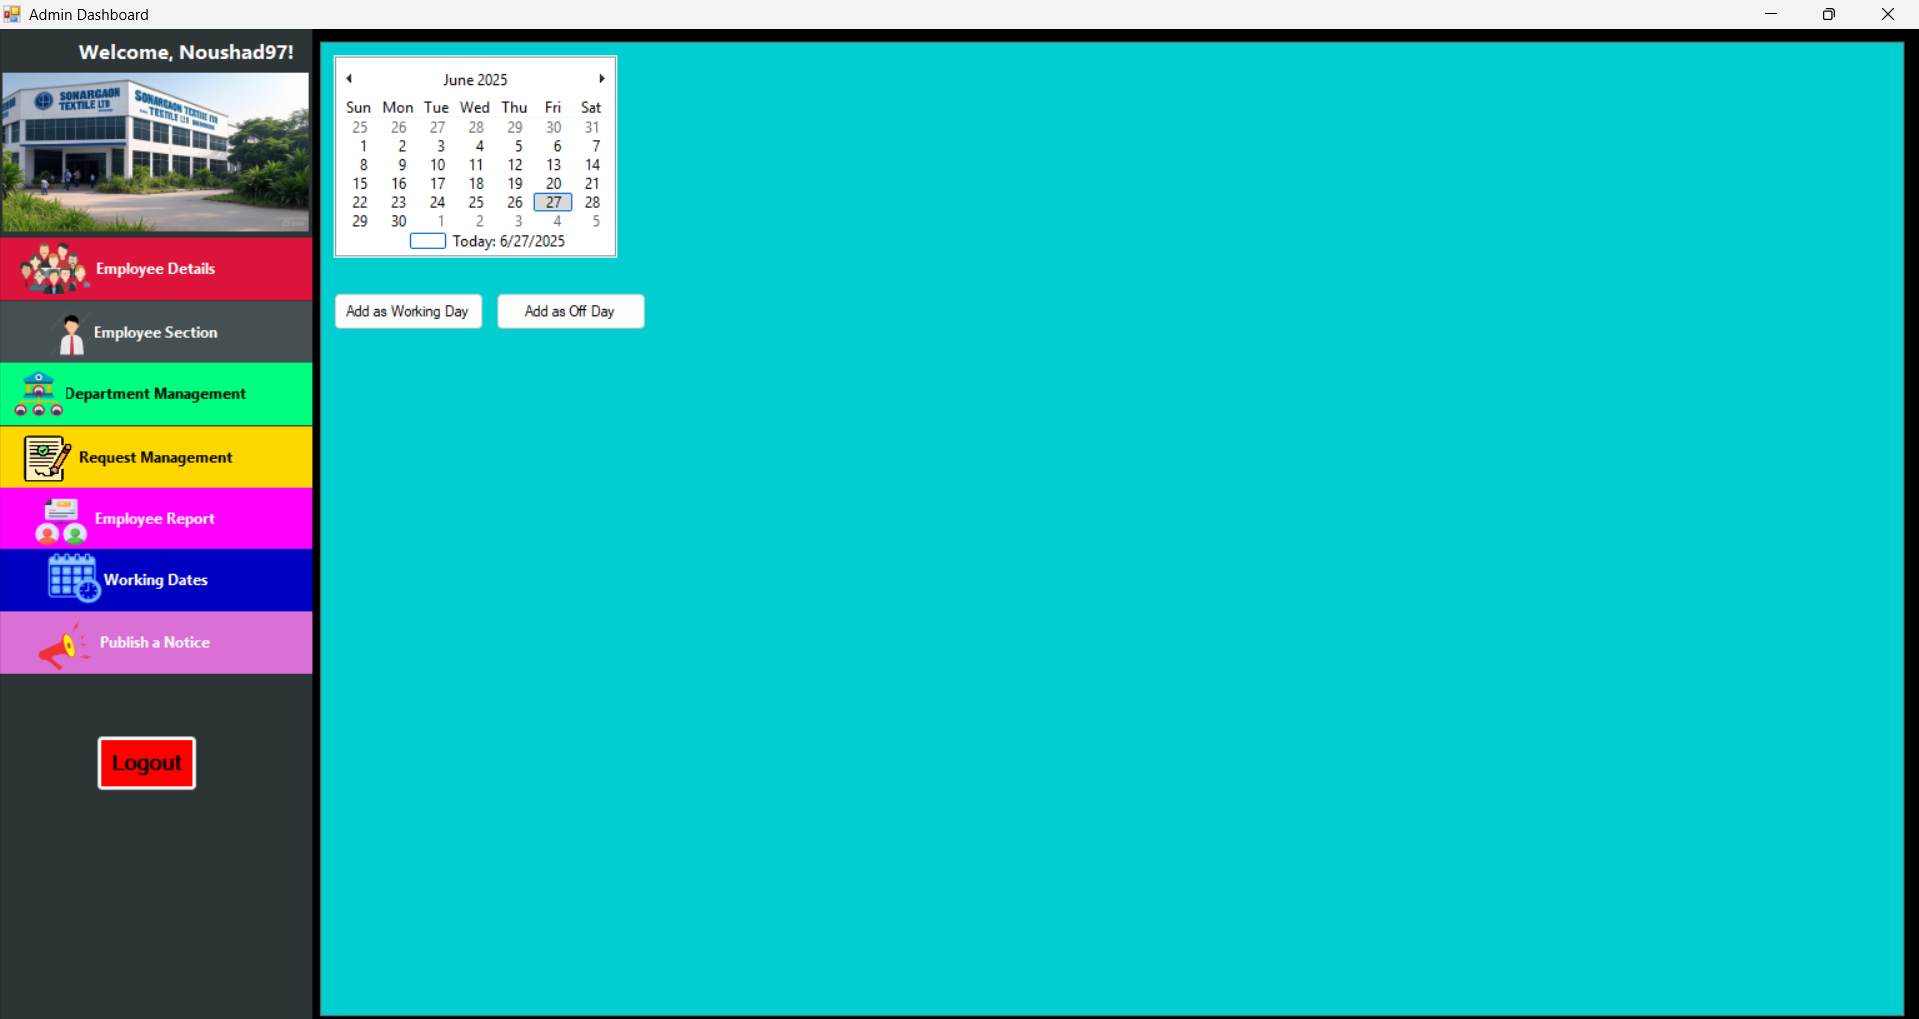 Admin Dashboard
Welcome, Noushad97!
SONARGAON
TEXTILE LTD
SONARGAON TEXTILE
Employee Details
Employee Section
Department Management
Request Management
Employee Report
Working Dates
Publish a Notice
Logout
June 2025
Sun Mon Tue Wed Thu Fri Sat
25 26 27 28 29 30 31
1 2 3 4 5 6 7
8 9 10 11 12 13 14
15 16 17 18 19 20 21
22 23 24 25 26 27 28
29 30 1 2 3 4 5
Today: 6/27/2025
Add as Working Day Add as Off Day